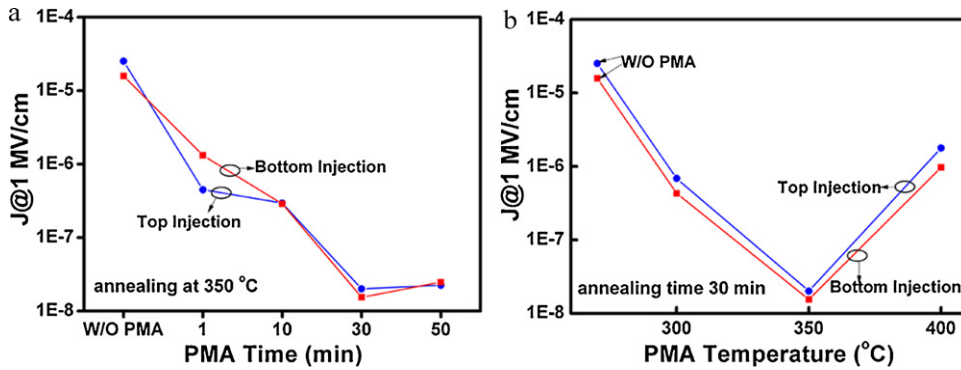 a
J@1 MV/cm
1E-4
1E-5
1E-6
1E-7
1E-8
Bottom Injection
Top Injection
annealing at 350 °C
W/O PMA 1 10 30 50
PMA Time (min)
b
J@1 MV/cm
1E-4
1E-5
1E-6
1E-7
1E-8
W/O PMA
Top Injection
Bottom Injection
annealing time 30 min
300 350 400
PMA Temperature (°C)